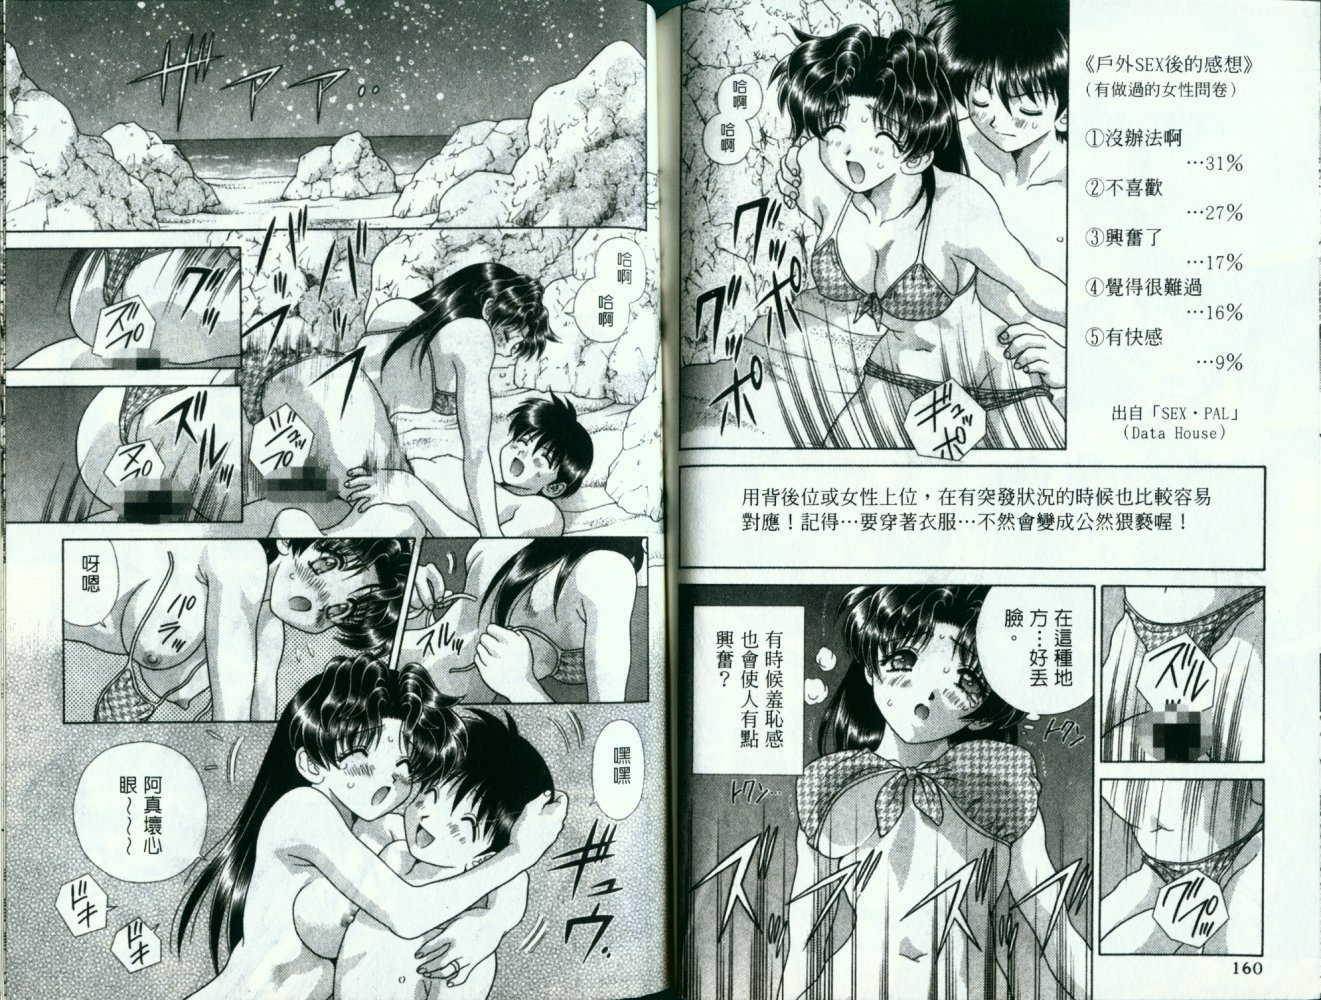 《戶外SEX後的感想》
(有做過的女性問卷)
①沒辦法啊
…31%
②不喜歡
…27%
③興奮了
…17%
④覺得很難過
…16%
⑤有快感
…9%
出自「SEX・PAL」
(Data House)
哈啊
哈啊
グッ
ポ
グッ
ポ
ギュッ
ポ
用背後位或女性上位，在有突發狀況的時候也比較容易
對應！記得…要穿著衣服…不然會變成公然猥褻喔！
ズル
グプッ
在這種地
方…好丟
臉。
有時候羞恥感
也會使人有點
興奮？
トクン
トクン…
ズ
ズ
ズ
ズ
160
ザァァ‥
哈啊
哈啊
ズプ
ズル
ヌプ
ヂュップ
呀嗯
ズルッ
嘿嘿
阿真壞心
眼～～～
ドキ
ドキ
ギュウ